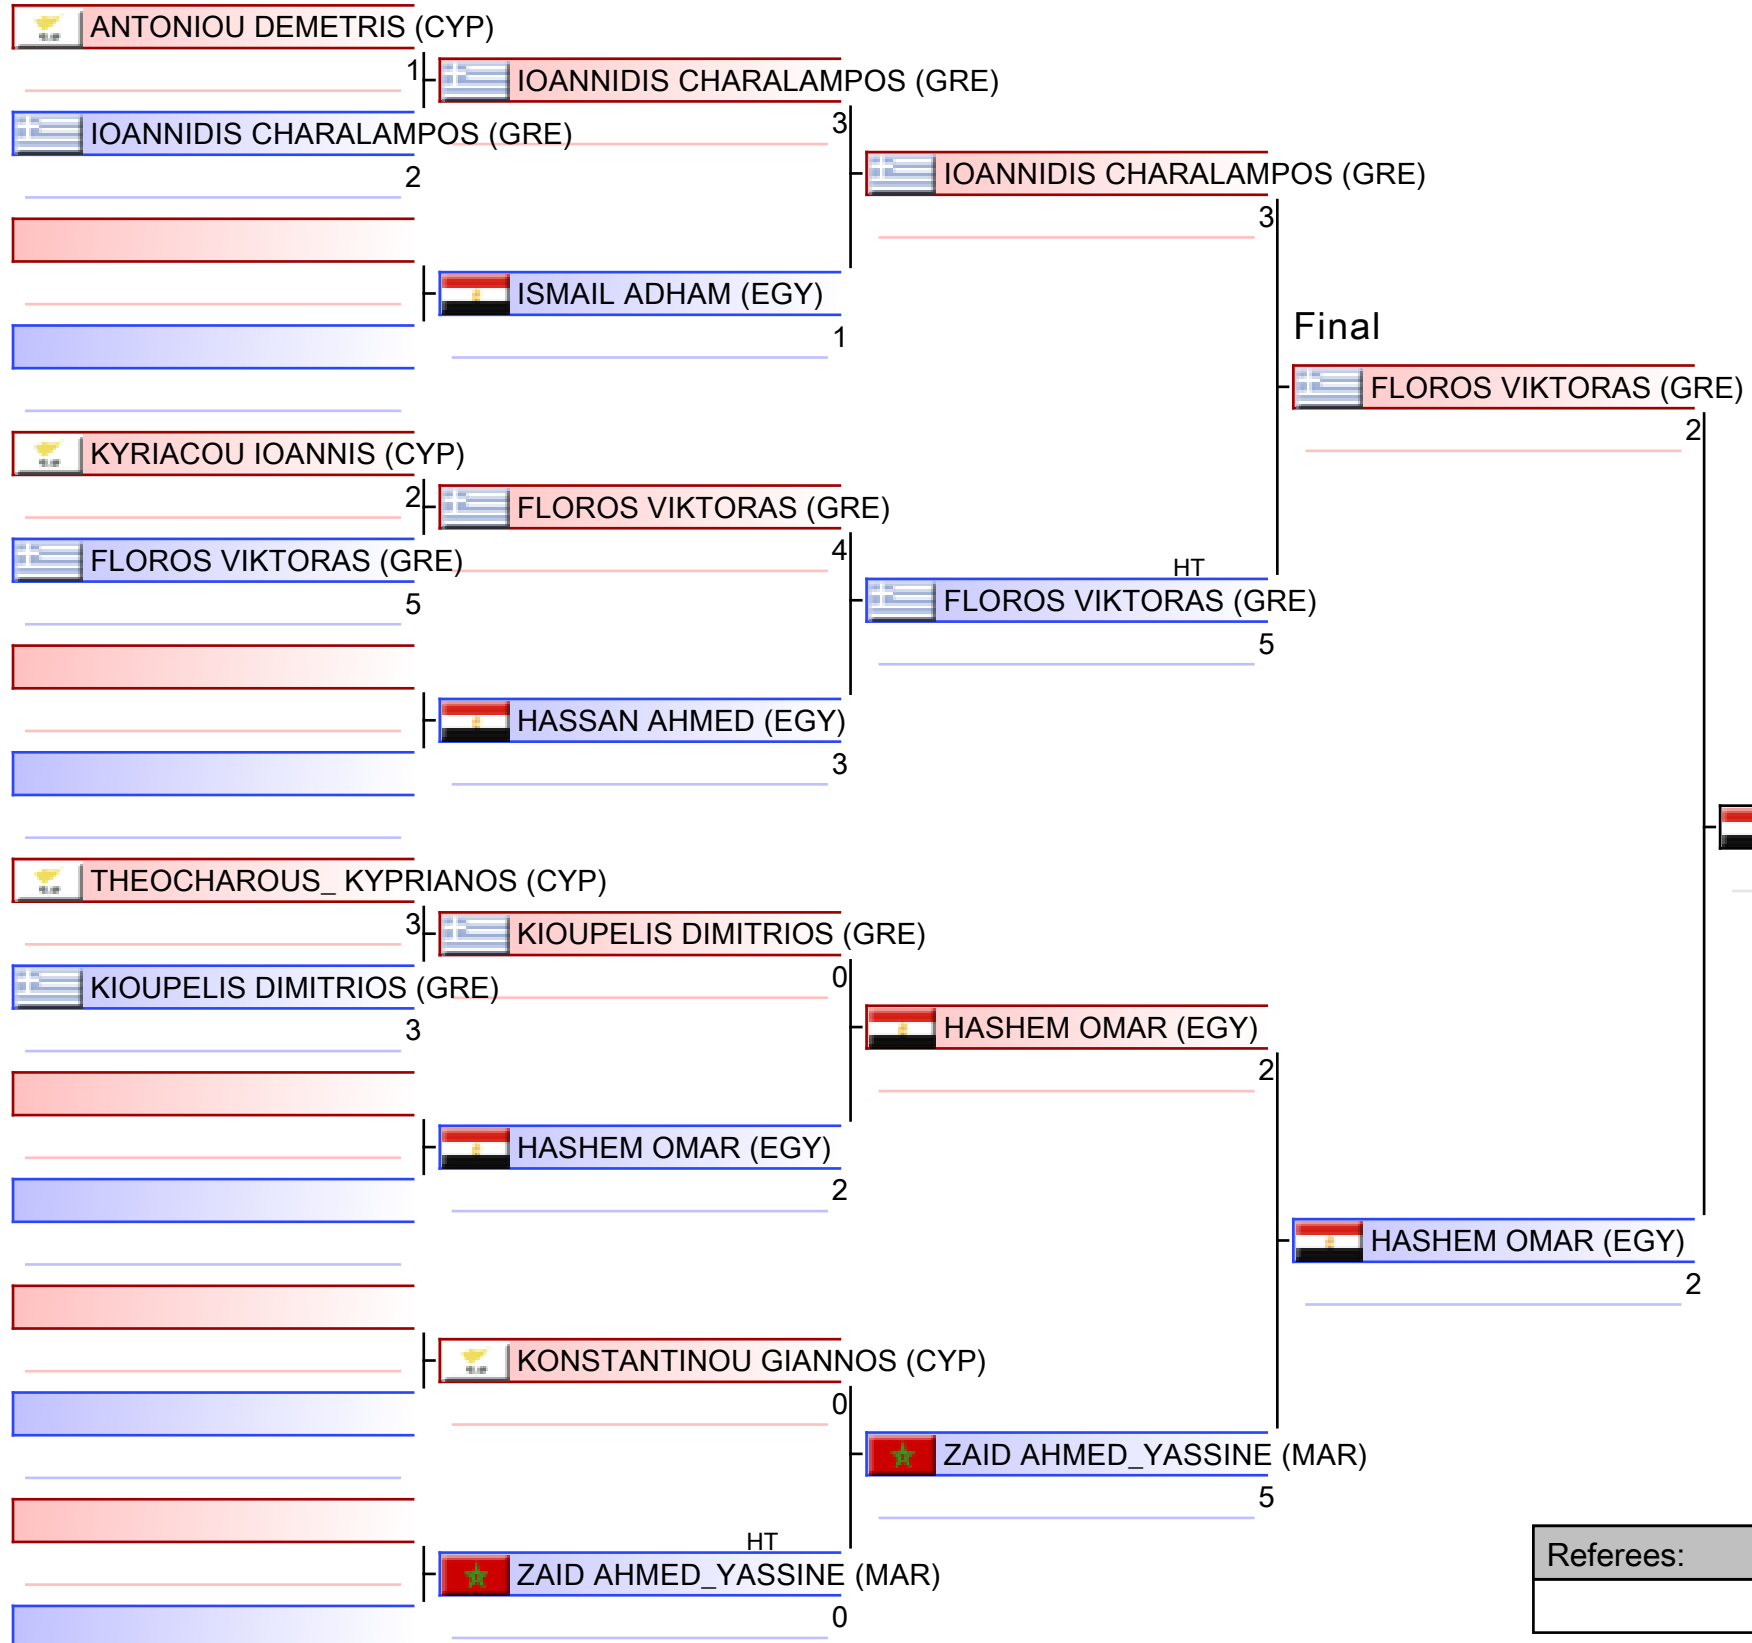 ANTONIOU DEMETRIS (CYP)
1
IOANNIDIS CHARALAMPOS (GRE)
2
KYRIACOU IOANNIS (CYP)
2
FLOROS VIKTORAS (GRE)
5
THEOCHAROUS_ KYPRIANOS (CYP)
3
KIOUPELIS DIMITRIOS (GRE)
3
IOANNIDIS CHARALAMPOS (GRE)
3
ISMAIL ADHAM (EGY)
1
FLOROS VIKTORAS (GRE)
4
HASSAN AHMED (EGY)
3
KIOUPELIS DIMITRIOS (GRE)
0
HASHEM OMAR (EGY)
2
KONSTANTINOU GIANNOS (CYP)
0
HT
ZAID AHMED_YASSINE (MAR)
0
IOANNIDIS CHARALAMPOS (GRE)
3
HT
FLOROS VIKTORAS (GRE)
5
HASHEM OMAR (EGY)
2
ZAID AHMED_YASSINE (MAR)
5
Final
FLOROS VIKTORAS (GRE)
2
HASHEM OMAR (EGY)
2
Referees: